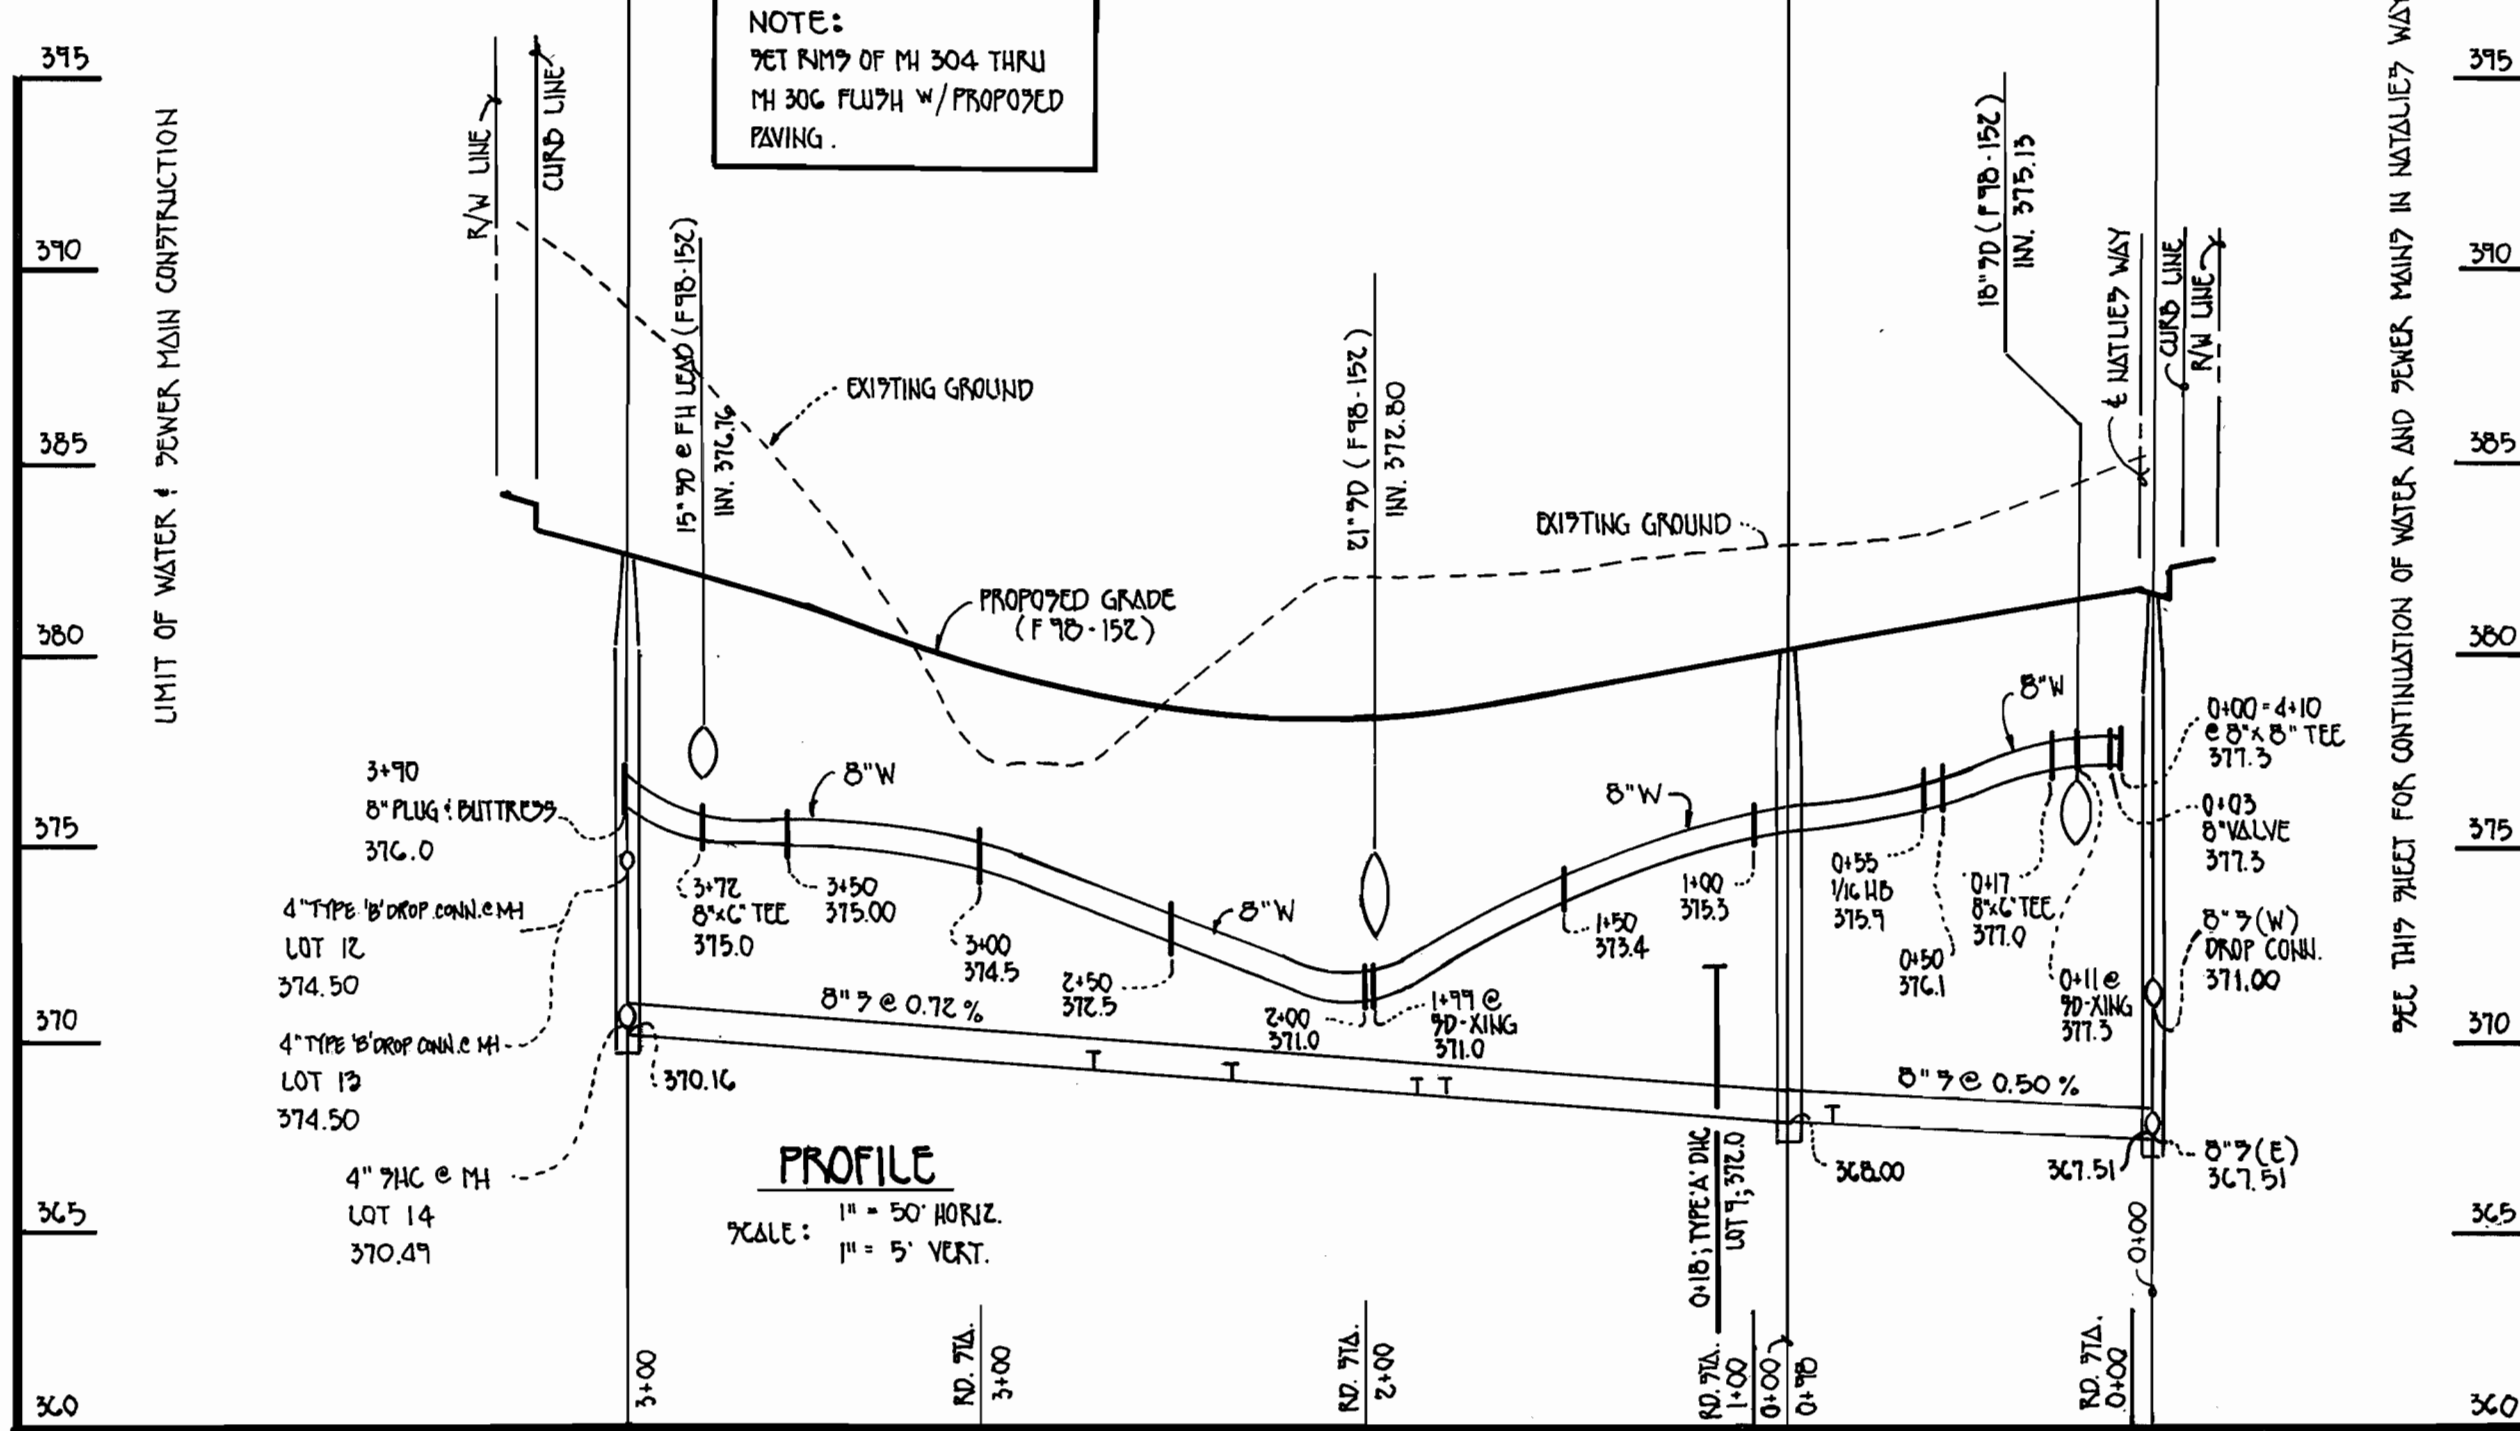 NOTE:
SET RIMS OF MH 304 THRU
MH 306 FLUSH W/PROPOSED
PAVING.
395
390
385
380
375
370
365
360
LIMIT OF WATER & SEWER MAIN CONSTRUCTION
R/W LINE
CURB LINE
15" SD @ FH LEAD (F98-152)
INV. 376.76
EXISTING GROUND
21" SD (F98-152)
INV. 372.80
18" SD (F98-152)
INV. 375.13
EXISTING GROUND
℄ NATLIES WAY
CURB LINE
R/W LINE
PROPOSED GRADE
(F 98-152)
3+90
8" PLUG & BUTTRESS
376.0
4" TYPE 'B' DROP CONN. @ MH
LOT 12
374.50
4" TYPE 'B' DROP CONN. @ MH
LOT 13
374.50
4" SHC @ MH
LOT 14
370.49
8"W
3+72
8"x6" TEE
375.0
3+50
375.00
3+00
374.5
2+50
372.5
8"W
2+00
371.0
1+99 @
SD-XING
371.0
1+50
373.4
8"W
1+00
375.3
0+55
1/16 HB
375.9
0+50
376.1
8"W
0+17
8"x6" TEE
377.0
0+11 @
SD-XING
377.3
0+00=4+10
@ 8"x8" TEE
377.3
0+03
8" VALVE
377.3
8" S (W)
DROP CONN.
371.00
8" S @ 0.72 %
370.16
T
T
T T
8" S @ 0.50 %
T
368.00
367.51
8" S (E)
367.51
0+18; TYPE 'A' DHC
LOT 9; 372.0
PROFILE
SCALE:
1" = 50' HORIZ.
1" = 5' VERT.
3+00
RD. STA.
3+00
RD. STA.
2+00
RD. STA.
1+00
0+00
0+98
RD. STA.
0+00
0+00
SEE THIS SHEET FOR CONTINUATION OF WATER AND SEWER MAINS IN NATALIES WAY
395
390
385
380
375
370
365
360